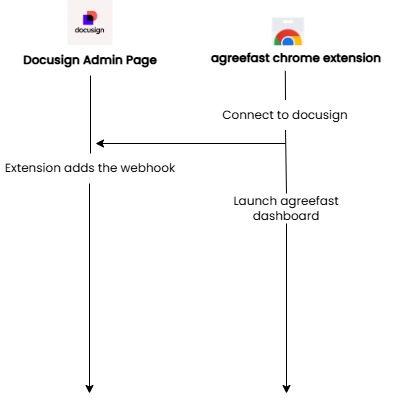 docusign
Docusign Admin Page
agreefast chrome extension
Connect to docusign
Extension adds the webhook
Launch agreefast
dashboard